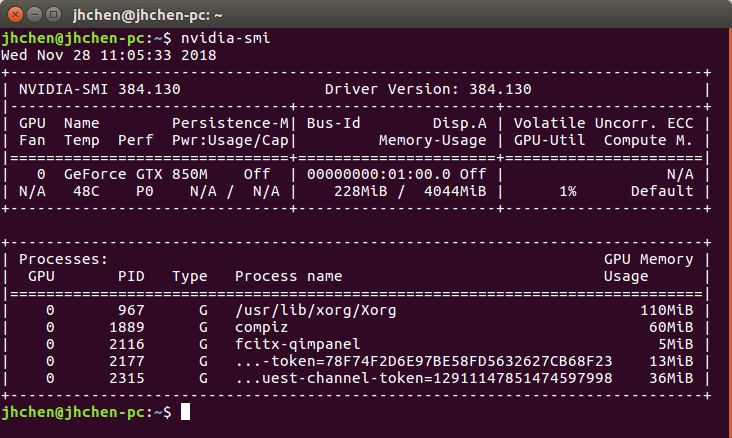 jhchen@jhchen-pc: ~
jhchen@jhchen-pc:~$ nvidia-smi
Wed Nov 28 11:05:33 2018
+-----------------------------------------------------------------------------+
| NVIDIA-SMI 384.130                Driver Version: 384.130                   |
|-------------------------------+----------------------+----------------------+
| GPU  Name        Persistence-M| Bus-Id        Disp.A | Volatile Uncorr. ECC |
| Fan  Temp  Perf  Pwr:Usage/Cap|         Memory-Usage | GPU-Util  Compute M. |
|===============================+======================+======================|
|   0  GeForce GTX 850M    Off  | 00000000:01:00.0 Off |                  N/A |
| N/A   48C    P0    N/A /  N/A |    228MiB /  4044MiB |      1%      Default |
+-------------------------------+----------------------+----------------------+
+-----------------------------------------------------------------------------+
| Processes:                                                       GPU Memory |
|  GPU       PID   Type   Process name                             Usage      |
|=============================================================================|
|    0       967      G   /usr/lib/xorg/Xorg                           110MiB |
|    0      1889      G   compiz                                        60MiB |
|    0      2116      G   fcitx-qimpanel                                 5MiB |
|    0      2177      G   ...-token=78F74F2D6E97BE58FD5632627CB68F23    13MiB |
|    0      2315      G   ...uest-channel-token=12911147851474597998    36MiB |
+-----------------------------------------------------------------------------+
jhchen@jhchen-pc:~$